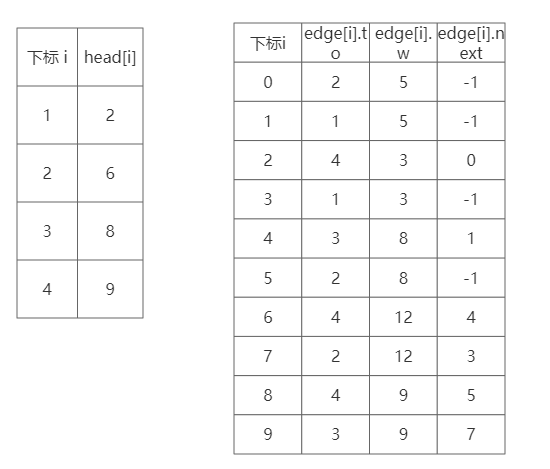 下标 i head[i]
1 2
2 6
3 8
4 9
下标i edge[i].t edge[i]. edge[i].n
o w ext
0 2 5 -1
1 1 5 -1
2 4 3 0
3 1 3 -1
4 3 8 1
5 2 8 -1
6 4 12 4
7 2 12 3
8 4 9 5
9 3 9 7